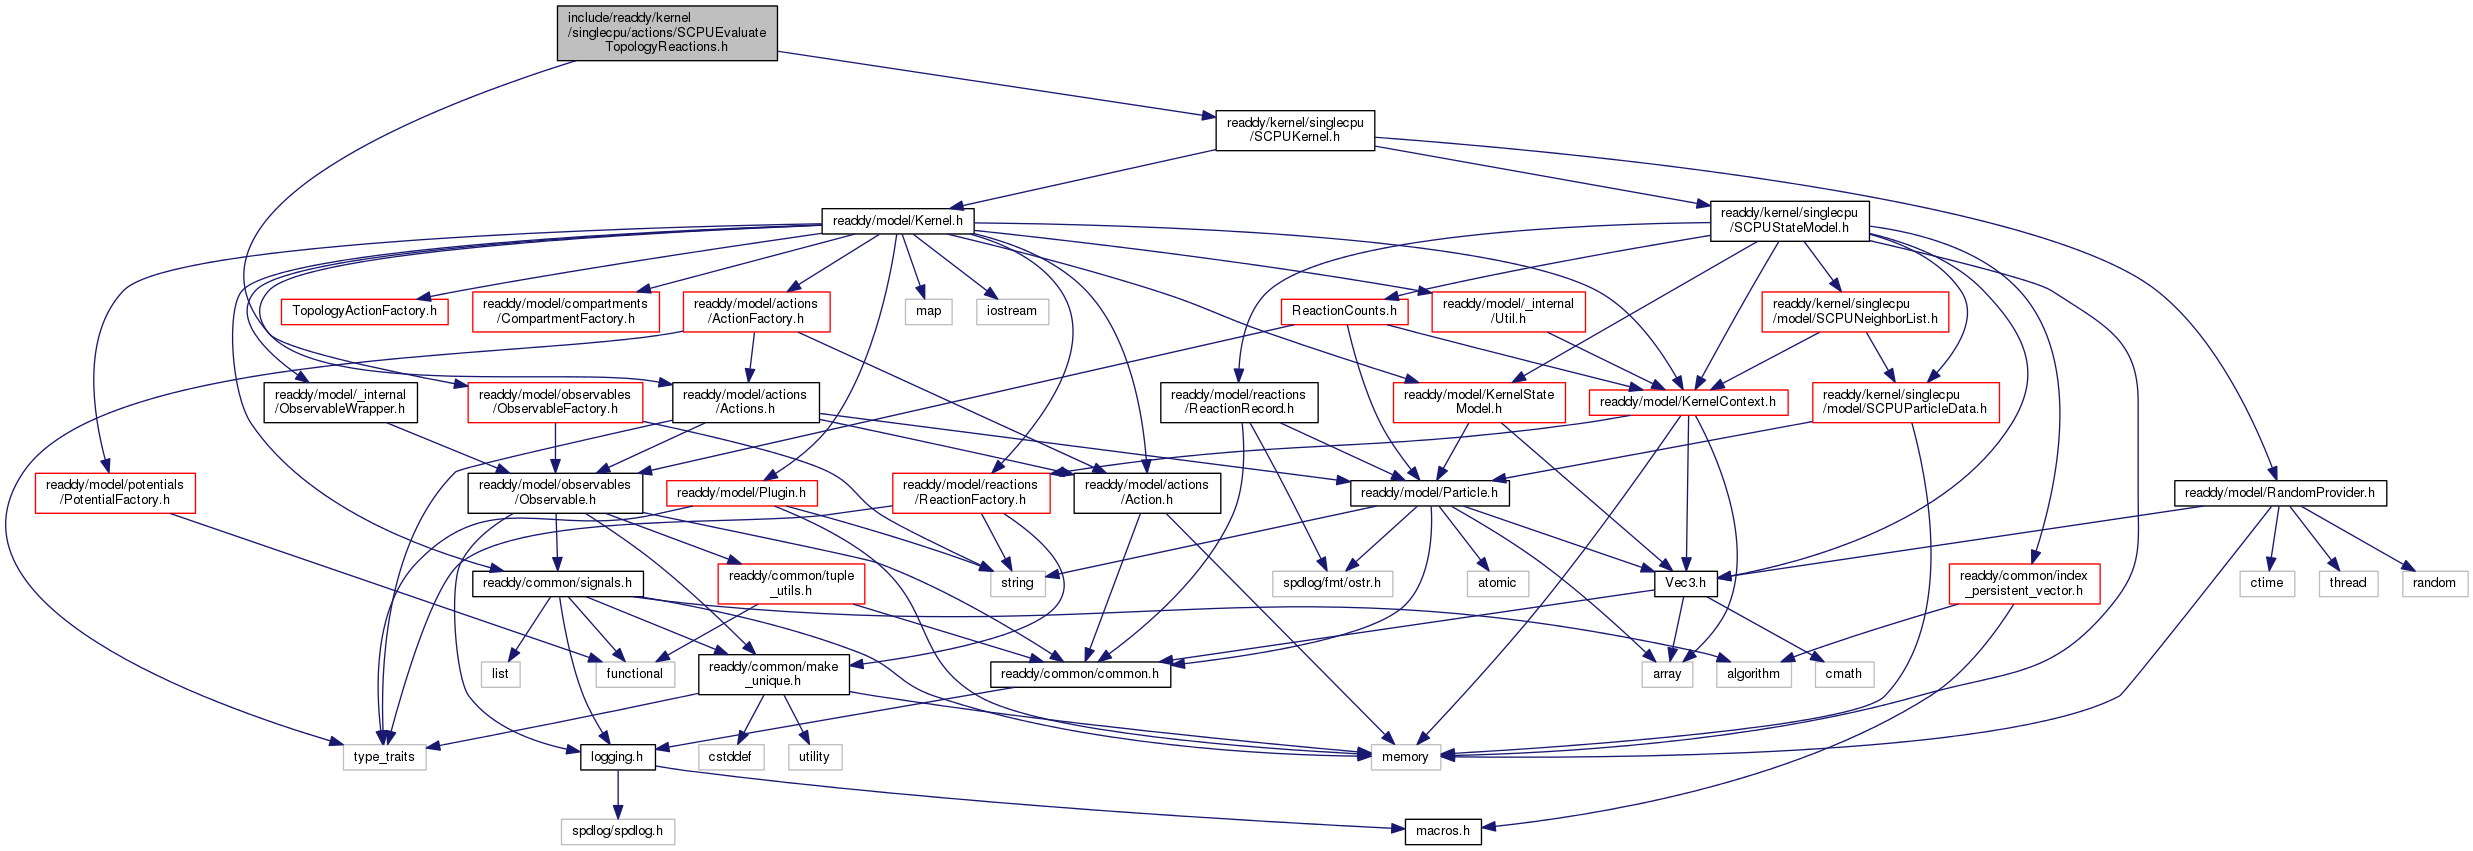 include/readdy/kernel
/singlecpu/actions/SCPUEvaluate
TopologyReactions.h
readdy/kernel/singlecpu
/SCPUKernel.h
readdy/model/Kernel.h
readdy/kernel/singlecpu
/SCPUStateModel.h
TopologyActionFactory.h
readdy/model/compartments
/CompartmentFactory.h
readdy/model/actions
/ActionFactory.h
map
iostream
ReactionCounts.h
readdy/model/_internal
/Util.h
readdy/kernel/singlecpu
/model/SCPUNeighborList.h
readdy/model/_internal
/ObservableWrapper.h
readdy/model/observables
/ObservableFactory.h
readdy/model/actions
/Actions.h
readdy/model/reactions
/ReactionRecord.h
readdy/model/KernelState
Model.h
readdy/model/KernelContext.h
readdy/kernel/singlecpu
/model/SCPUParticleData.h
readdy/model/potentials
/PotentialFactory.h
readdy/model/observables
/Observable.h
readdy/model/Plugin.h
readdy/model/reactions
/ReactionFactory.h
readdy/model/actions
/Action.h
readdy/model/Particle.h
readdy/model/RandomProvider.h
readdy/common/signals.h
readdy/common/tuple
_utils.h
string
spdlog/fmt/ostr.h
atomic
Vec3.h
readdy/common/index
_persistent_vector.h
ctime
thread
random
list
functional
readdy/common/make
_unique.h
readdy/common/common.h
array
algorithm
cmath
type_traits
logging.h
cstddef
utility
memory
spdlog/spdlog.h
macros.h